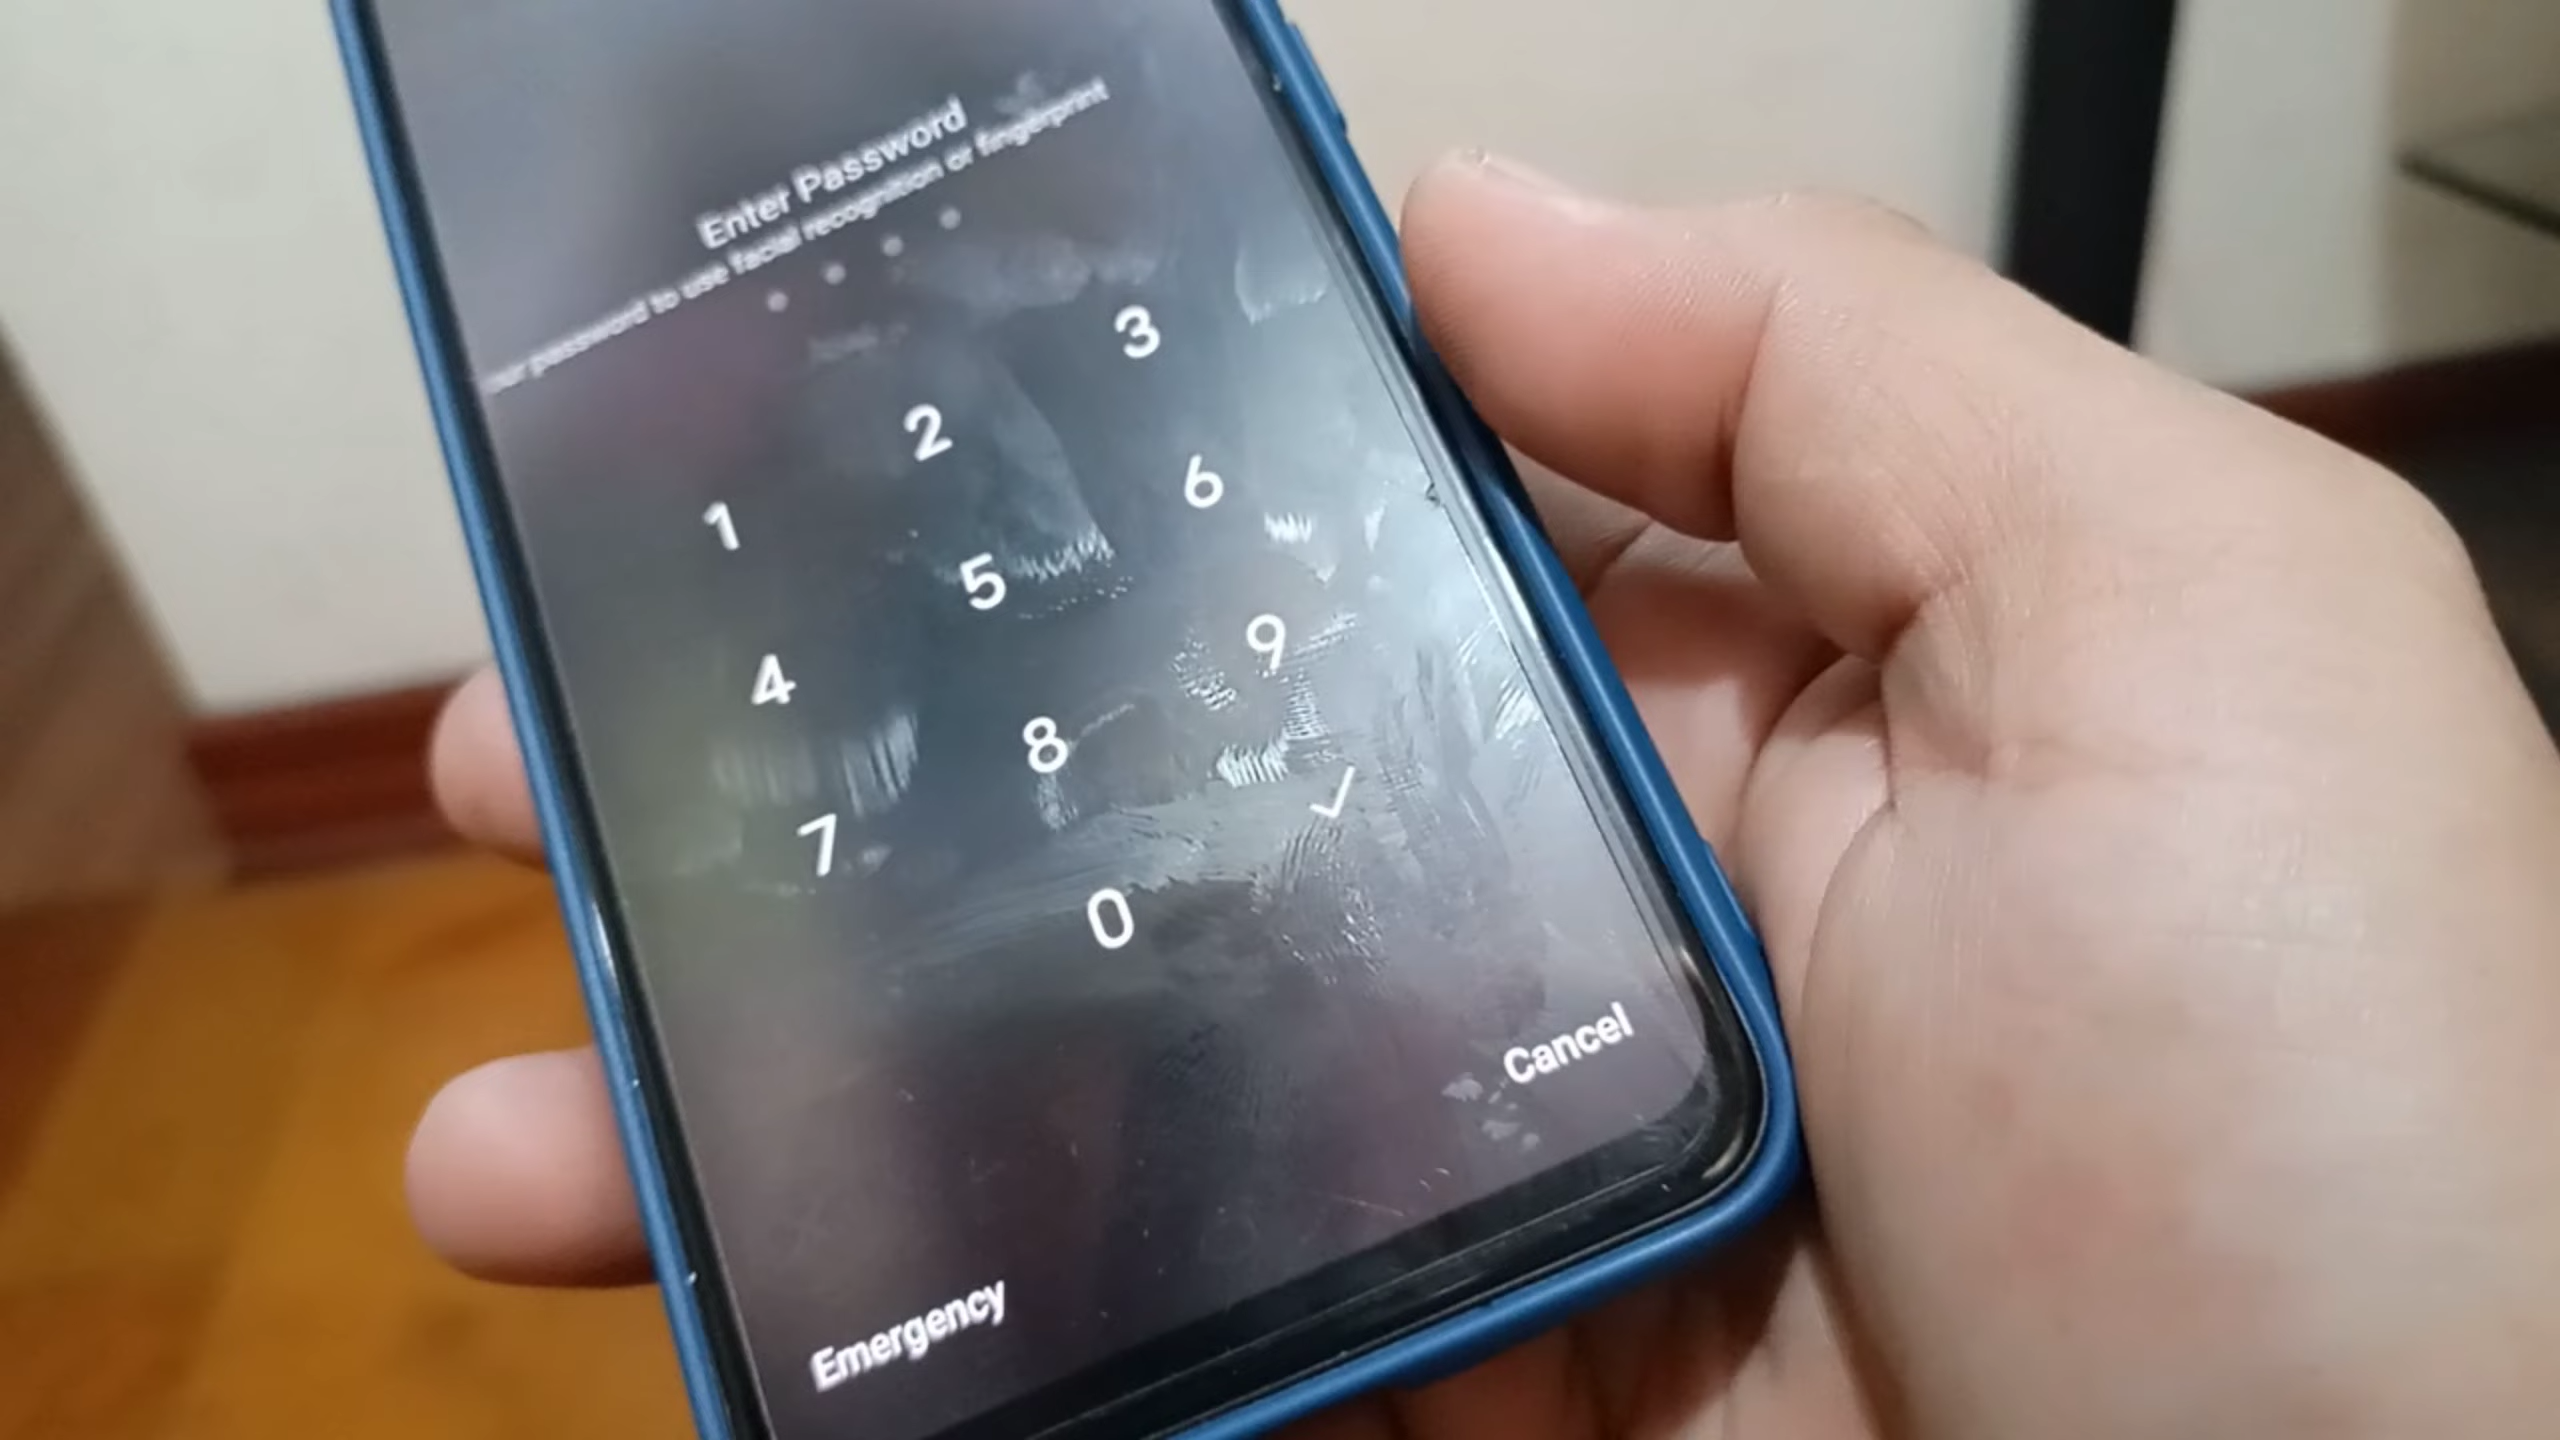 Enter Password
password to use facial recognition or fingerprint
1 2 3
4 5 6
7 8 9
0 ✓
Emergency Cancel